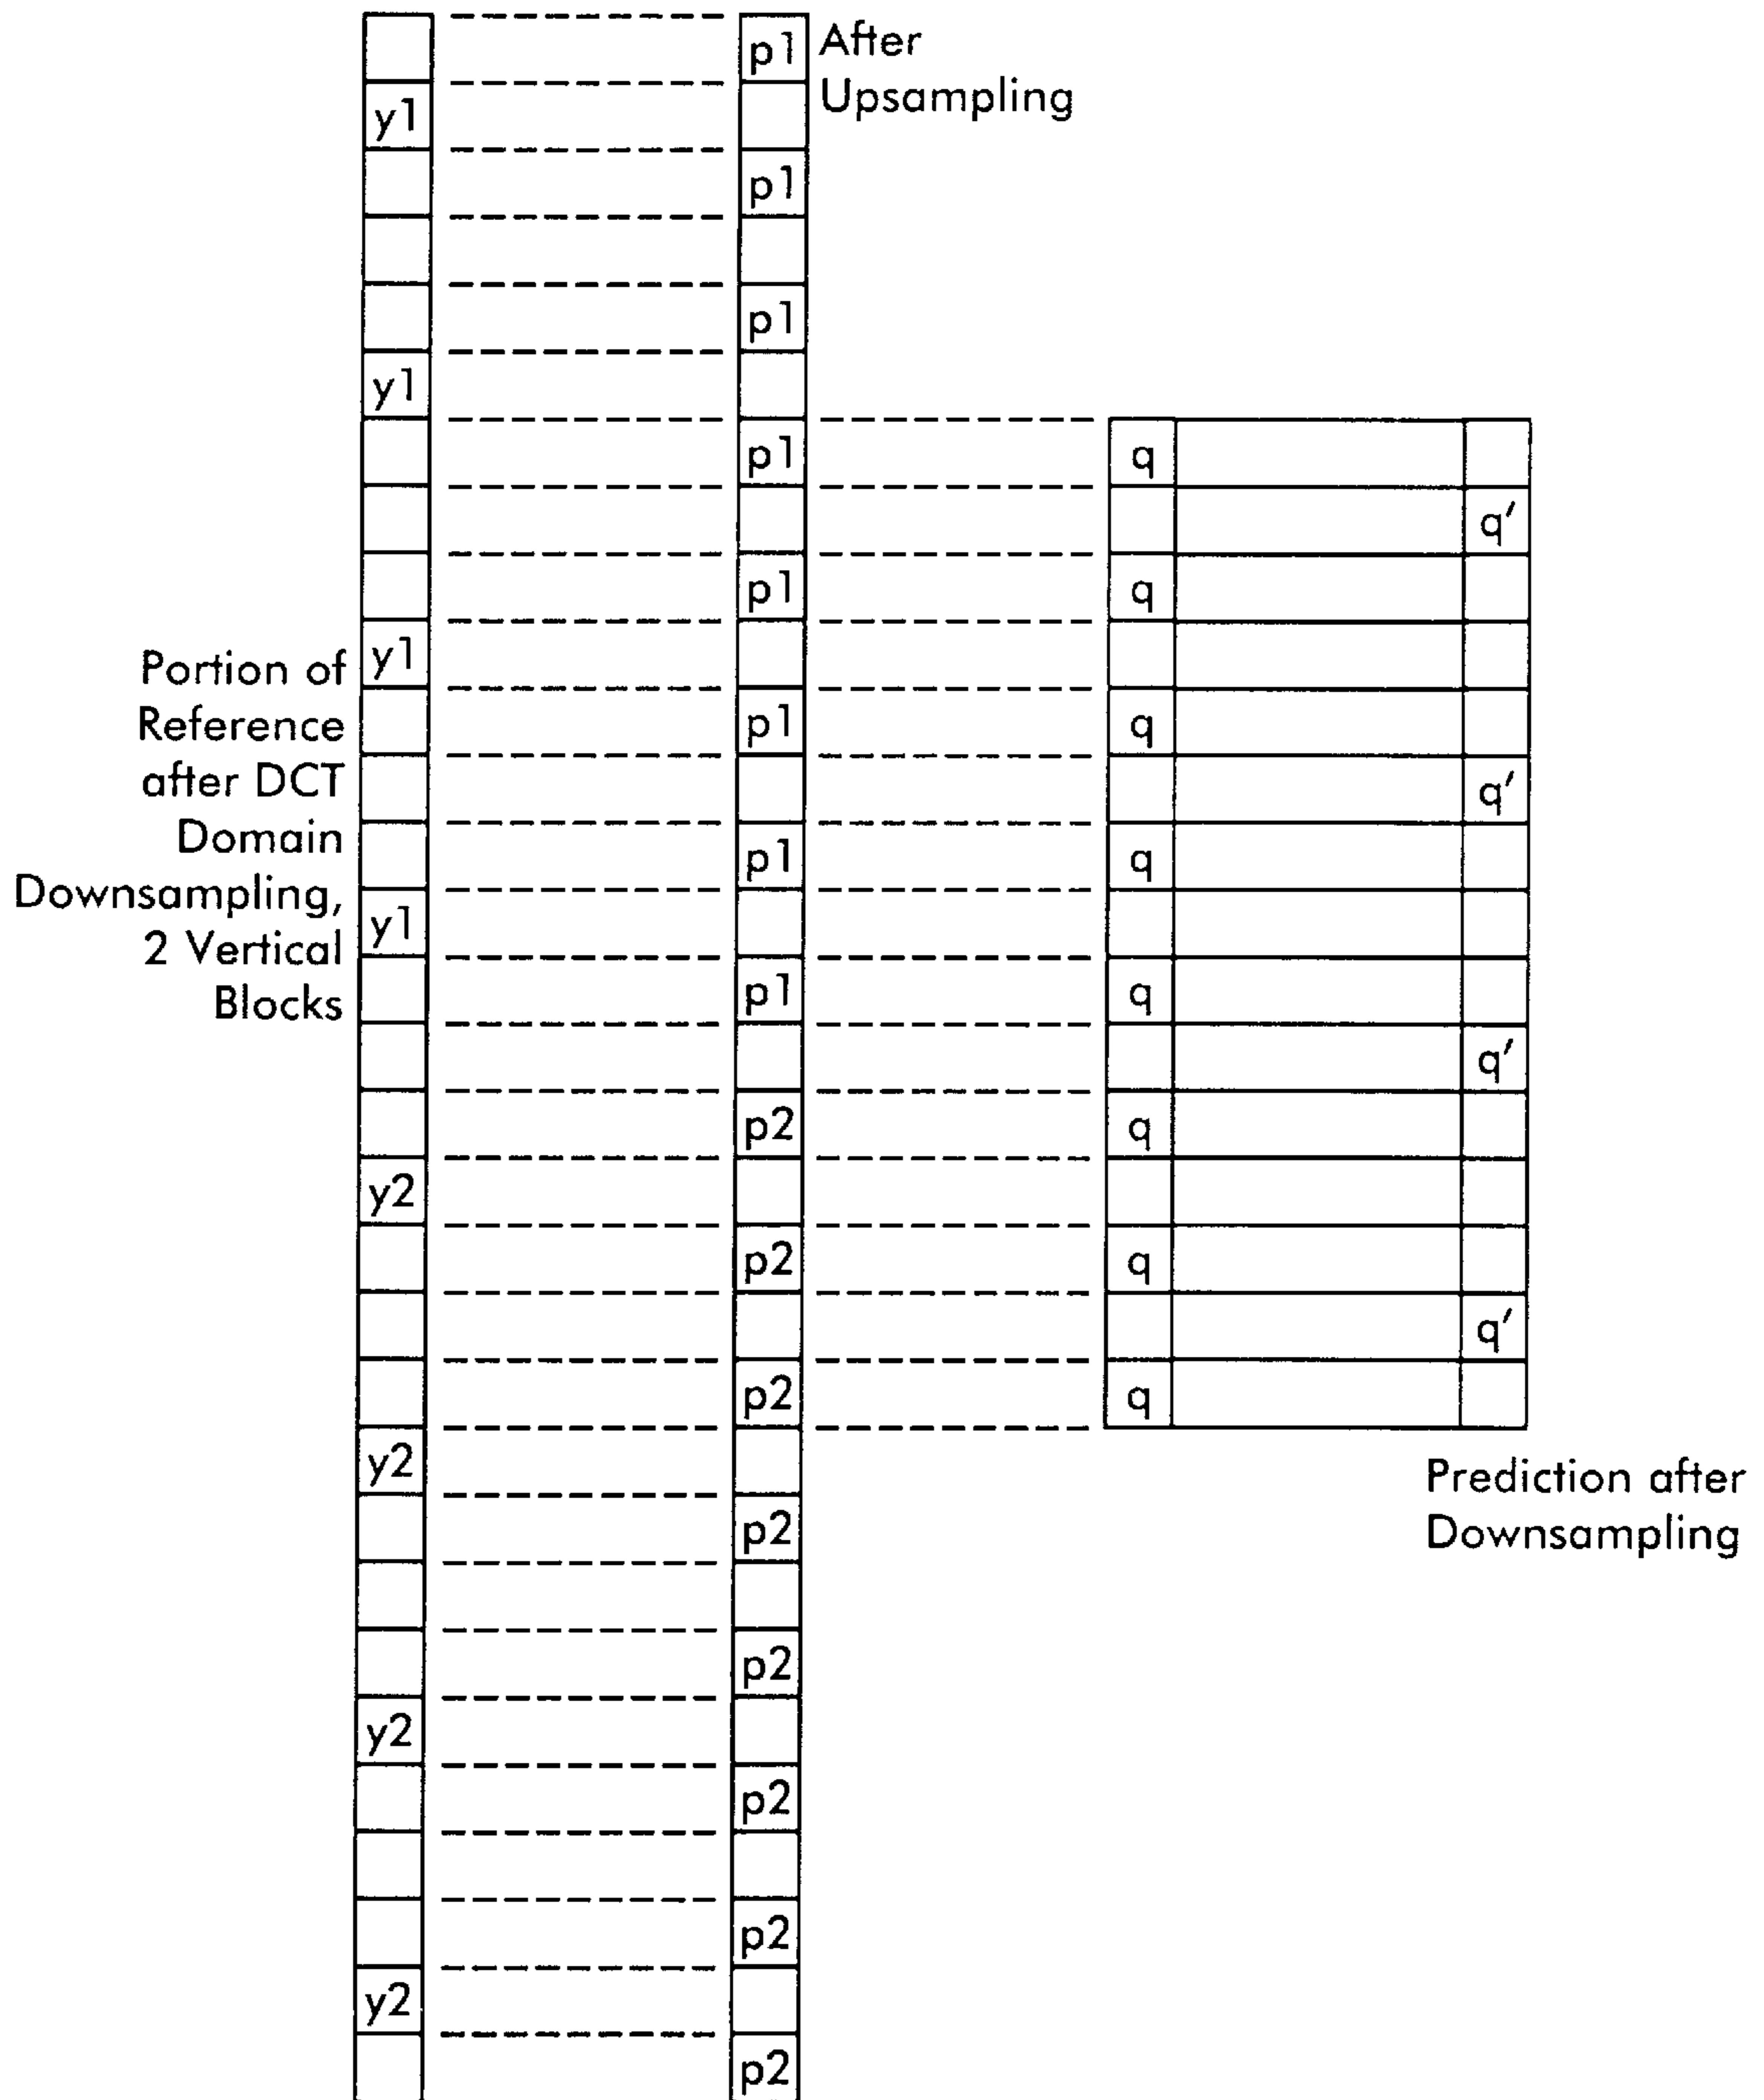 Portion of
Reference
after DCT
Domain
Downsampling,
2 Vertical
Blocks
y1
y1
y1
y1
y2
y2
y2
y2
After
Upsampling
p1
p1
p1
p1
p1
p1
p1
p1
p2
p2
p2
p2
p2
p2
p2
p2
q
q
q
q
q
q
q
q
q′
q′
q′
q′
Prediction after
Downsampling